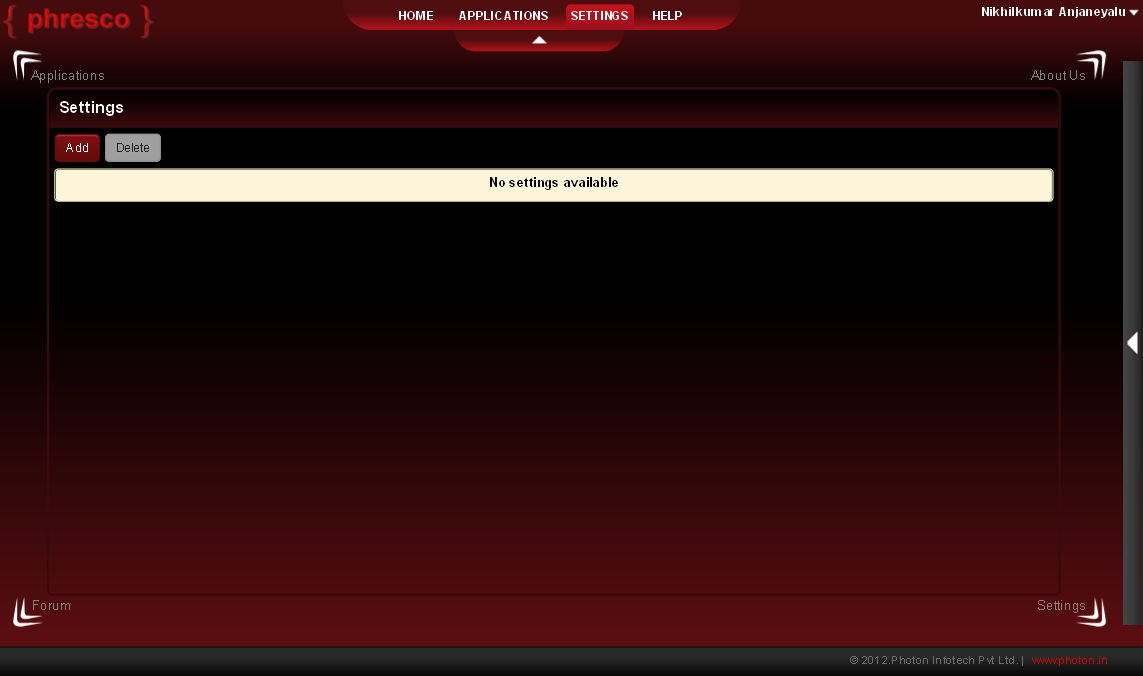 { phresco }
HOME APPLICATIONS SETTINGS HELP
Nikhilkumar Anjaneyalu
Applications
About Us
Settings
Add Delete
No settings available
Forum
Settings
© 2012.Photon Infotech Pvt Ltd. | www.photon.in